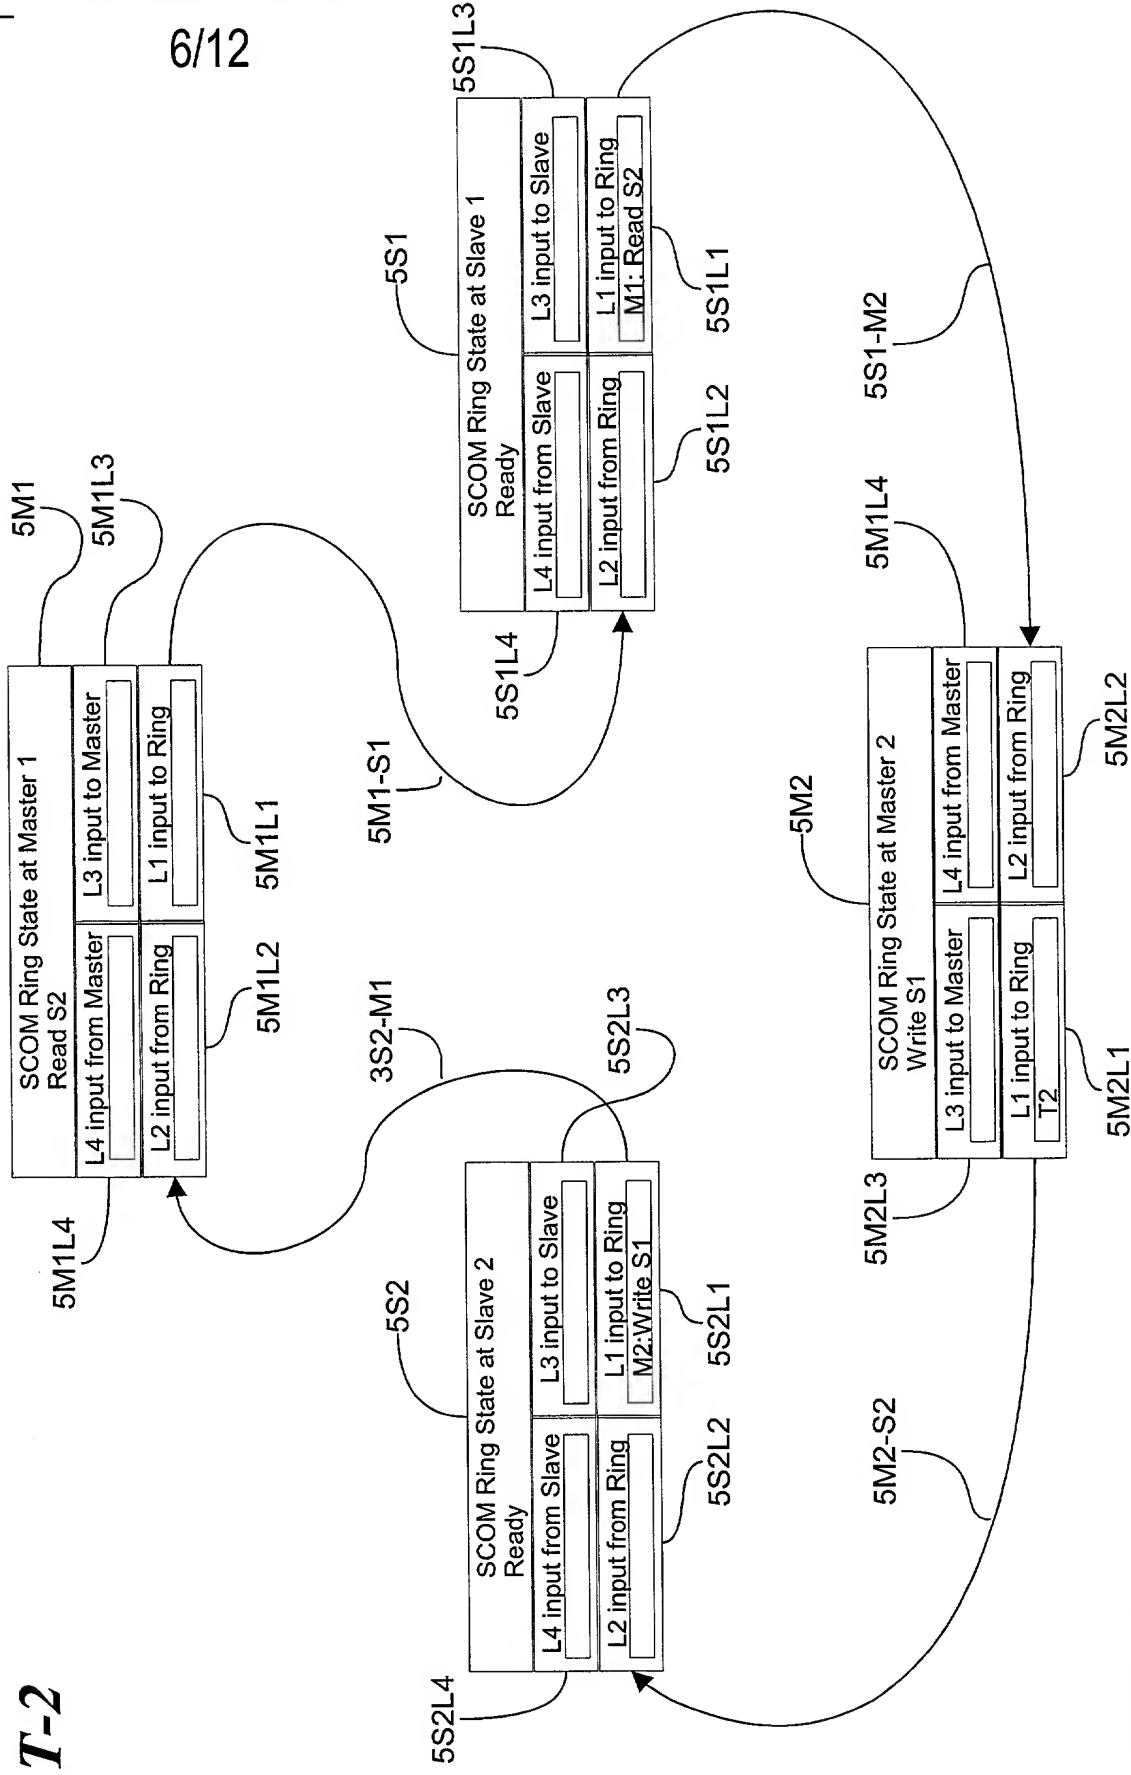 6/12
T-2
5M1
5M1L3
SCOM Ring State at Master 1
Read S2
L4 input from Master
L3 input to Master
L2 input from Ring
L1 input to Ring
5M1L4
5M1L2
5M1L1
5M1-S1
3S2-M1
5S1L3
5S1
SCOM Ring State at Slave 1
Ready
L4 input from Slave
L3 input to Slave
L2 input from Ring
L1 input to Ring
M1: Read S2
5S1L4
5S1L2
5S1L1
5S1-M2
5S2
5S2L3
SCOM Ring State at Slave 2
Ready
L4 input from Slave
L3 input to Slave
L2 input from Ring
L1 input to Ring
M2:Write S1
5S2L4
5S2L2
5S2L1
5M2-S2
5M2
5M1L4
SCOM Ring State at Master 2
Write S1
L3 input to Master
L4 input from Master
L1 input to Ring
L2 input from Ring
T2
5M2L3
5M2L1
5M2L2